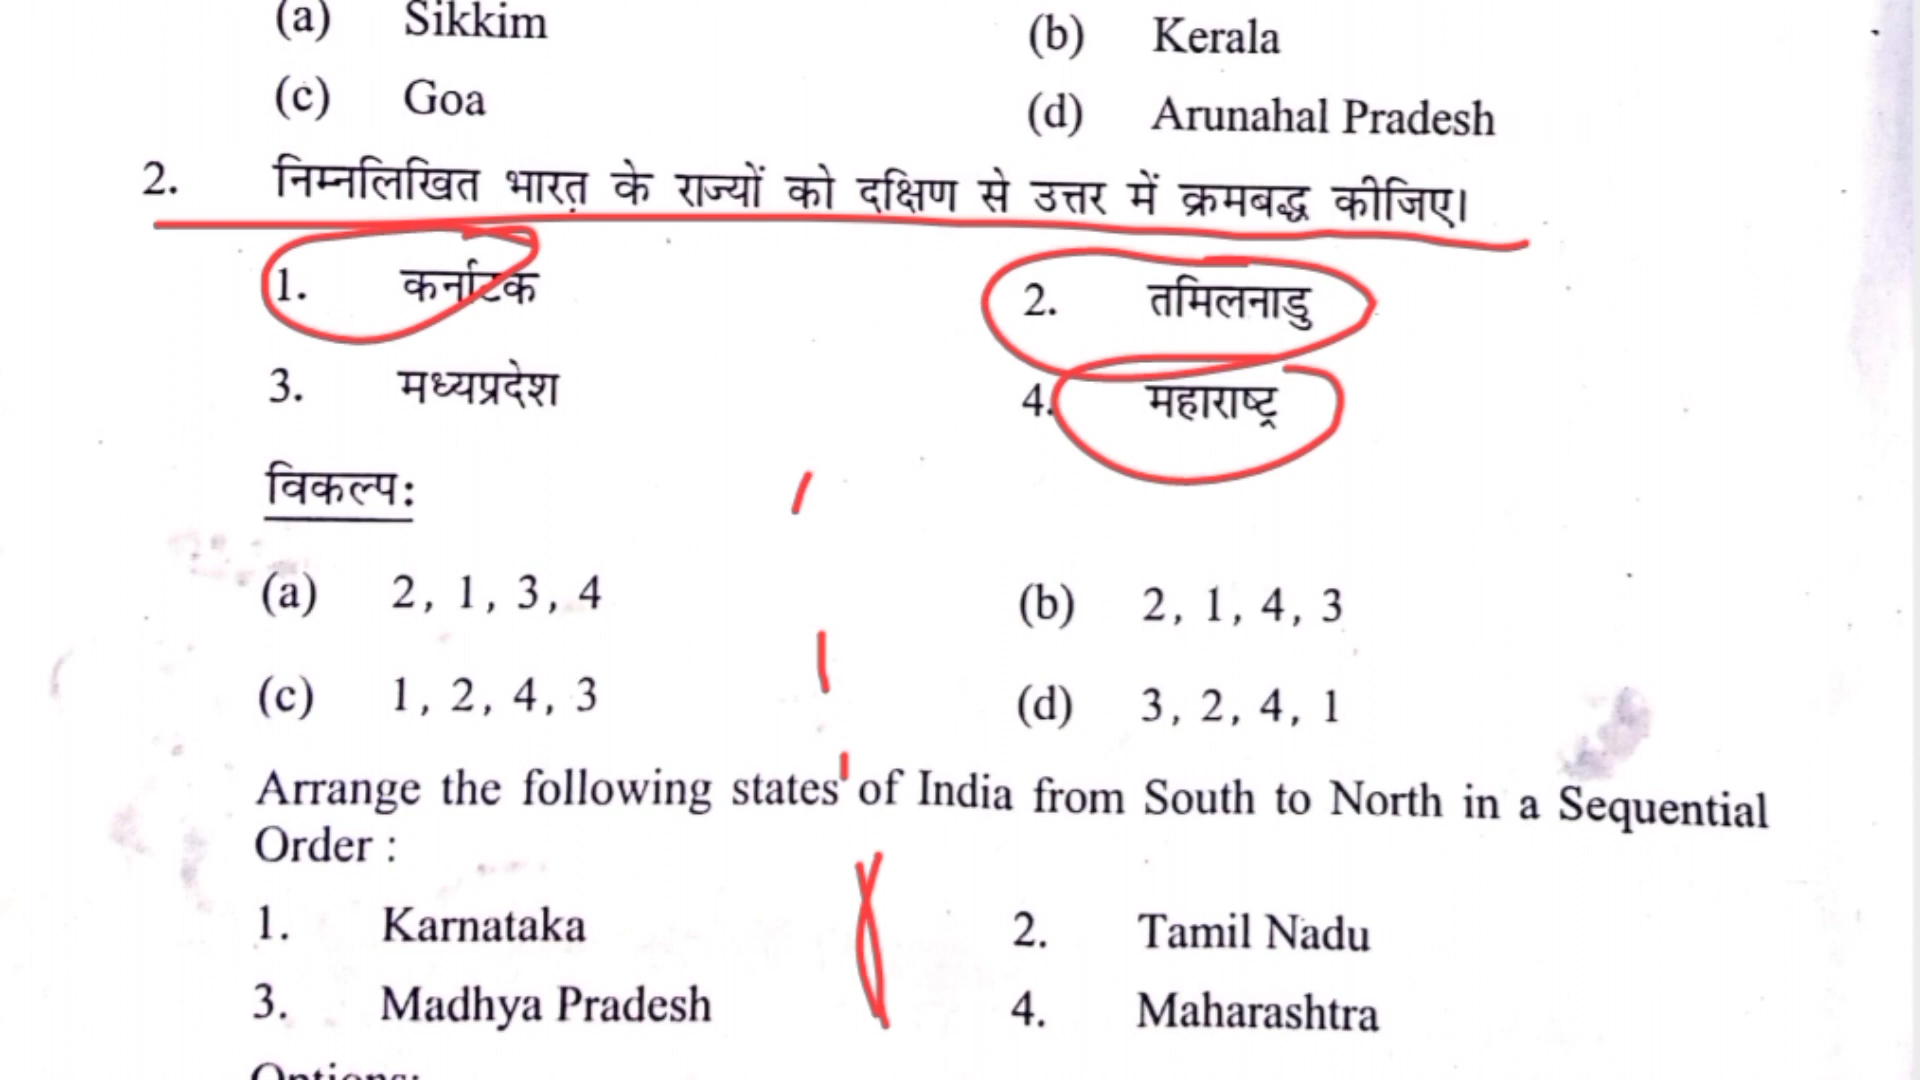 (a) Sikkim (b) Kerala
(c) Goa (d) Arunahal Pradesh
2. निम्नलिखित भारत के राज्यों को दक्षिण से उत्तर में क्रमबद्ध कीजिए।
1. कर्नाटक 2. तमिलनाडु
3. मध्यप्रदेश 4. महाराष्ट्र
विकल्प:
(a) 2, 1, 3, 4 (b) 2, 1, 4, 3
(c) 1, 2, 4, 3 (d) 3, 2, 4, 1
Arrange the following states of India from South to North in a Sequential
Order :
1. Karnataka 2. Tamil Nadu
3. Madhya Pradesh 4. Maharashtra
Options: